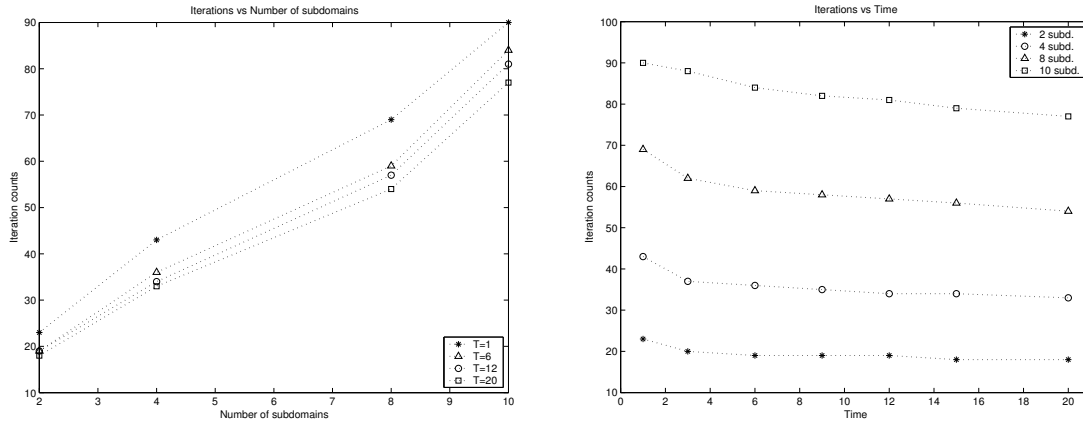 Iterations vs Number of subdomains
90
80
70
60
50
40
30
20
10
Iteration counts
2 3 4 5 6 7 8 9 10
Number of subdomains
T=1
T=6
T=12
T=20
Iterations vs Time
100
90
80
70
60
50
40
30
20
10
Iteration counts
0 2 4 6 8 10 12 14 16 18 20
Time
2 subd.
4 subd.
8 subd.
10 subd.